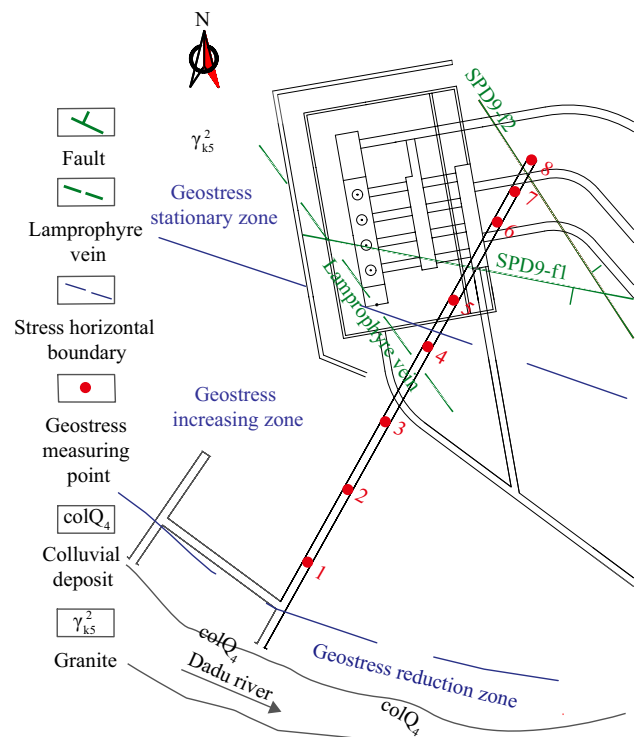 N
γ²k5
Fault
Geostress
stationary zone
Lamprophyre
vein
Stress horizontal
boundary
Geostress
increasing zone
Geostress
measuring
point
colQ₄
Colluvial
deposit
γ²k5
Granite
SPD9-f2
SPD9-f1
Lamprophyre vein
8
7
6
5
4
3
2
1
colQ₄
Dadu river
Geostress reduction zone
colQ₄